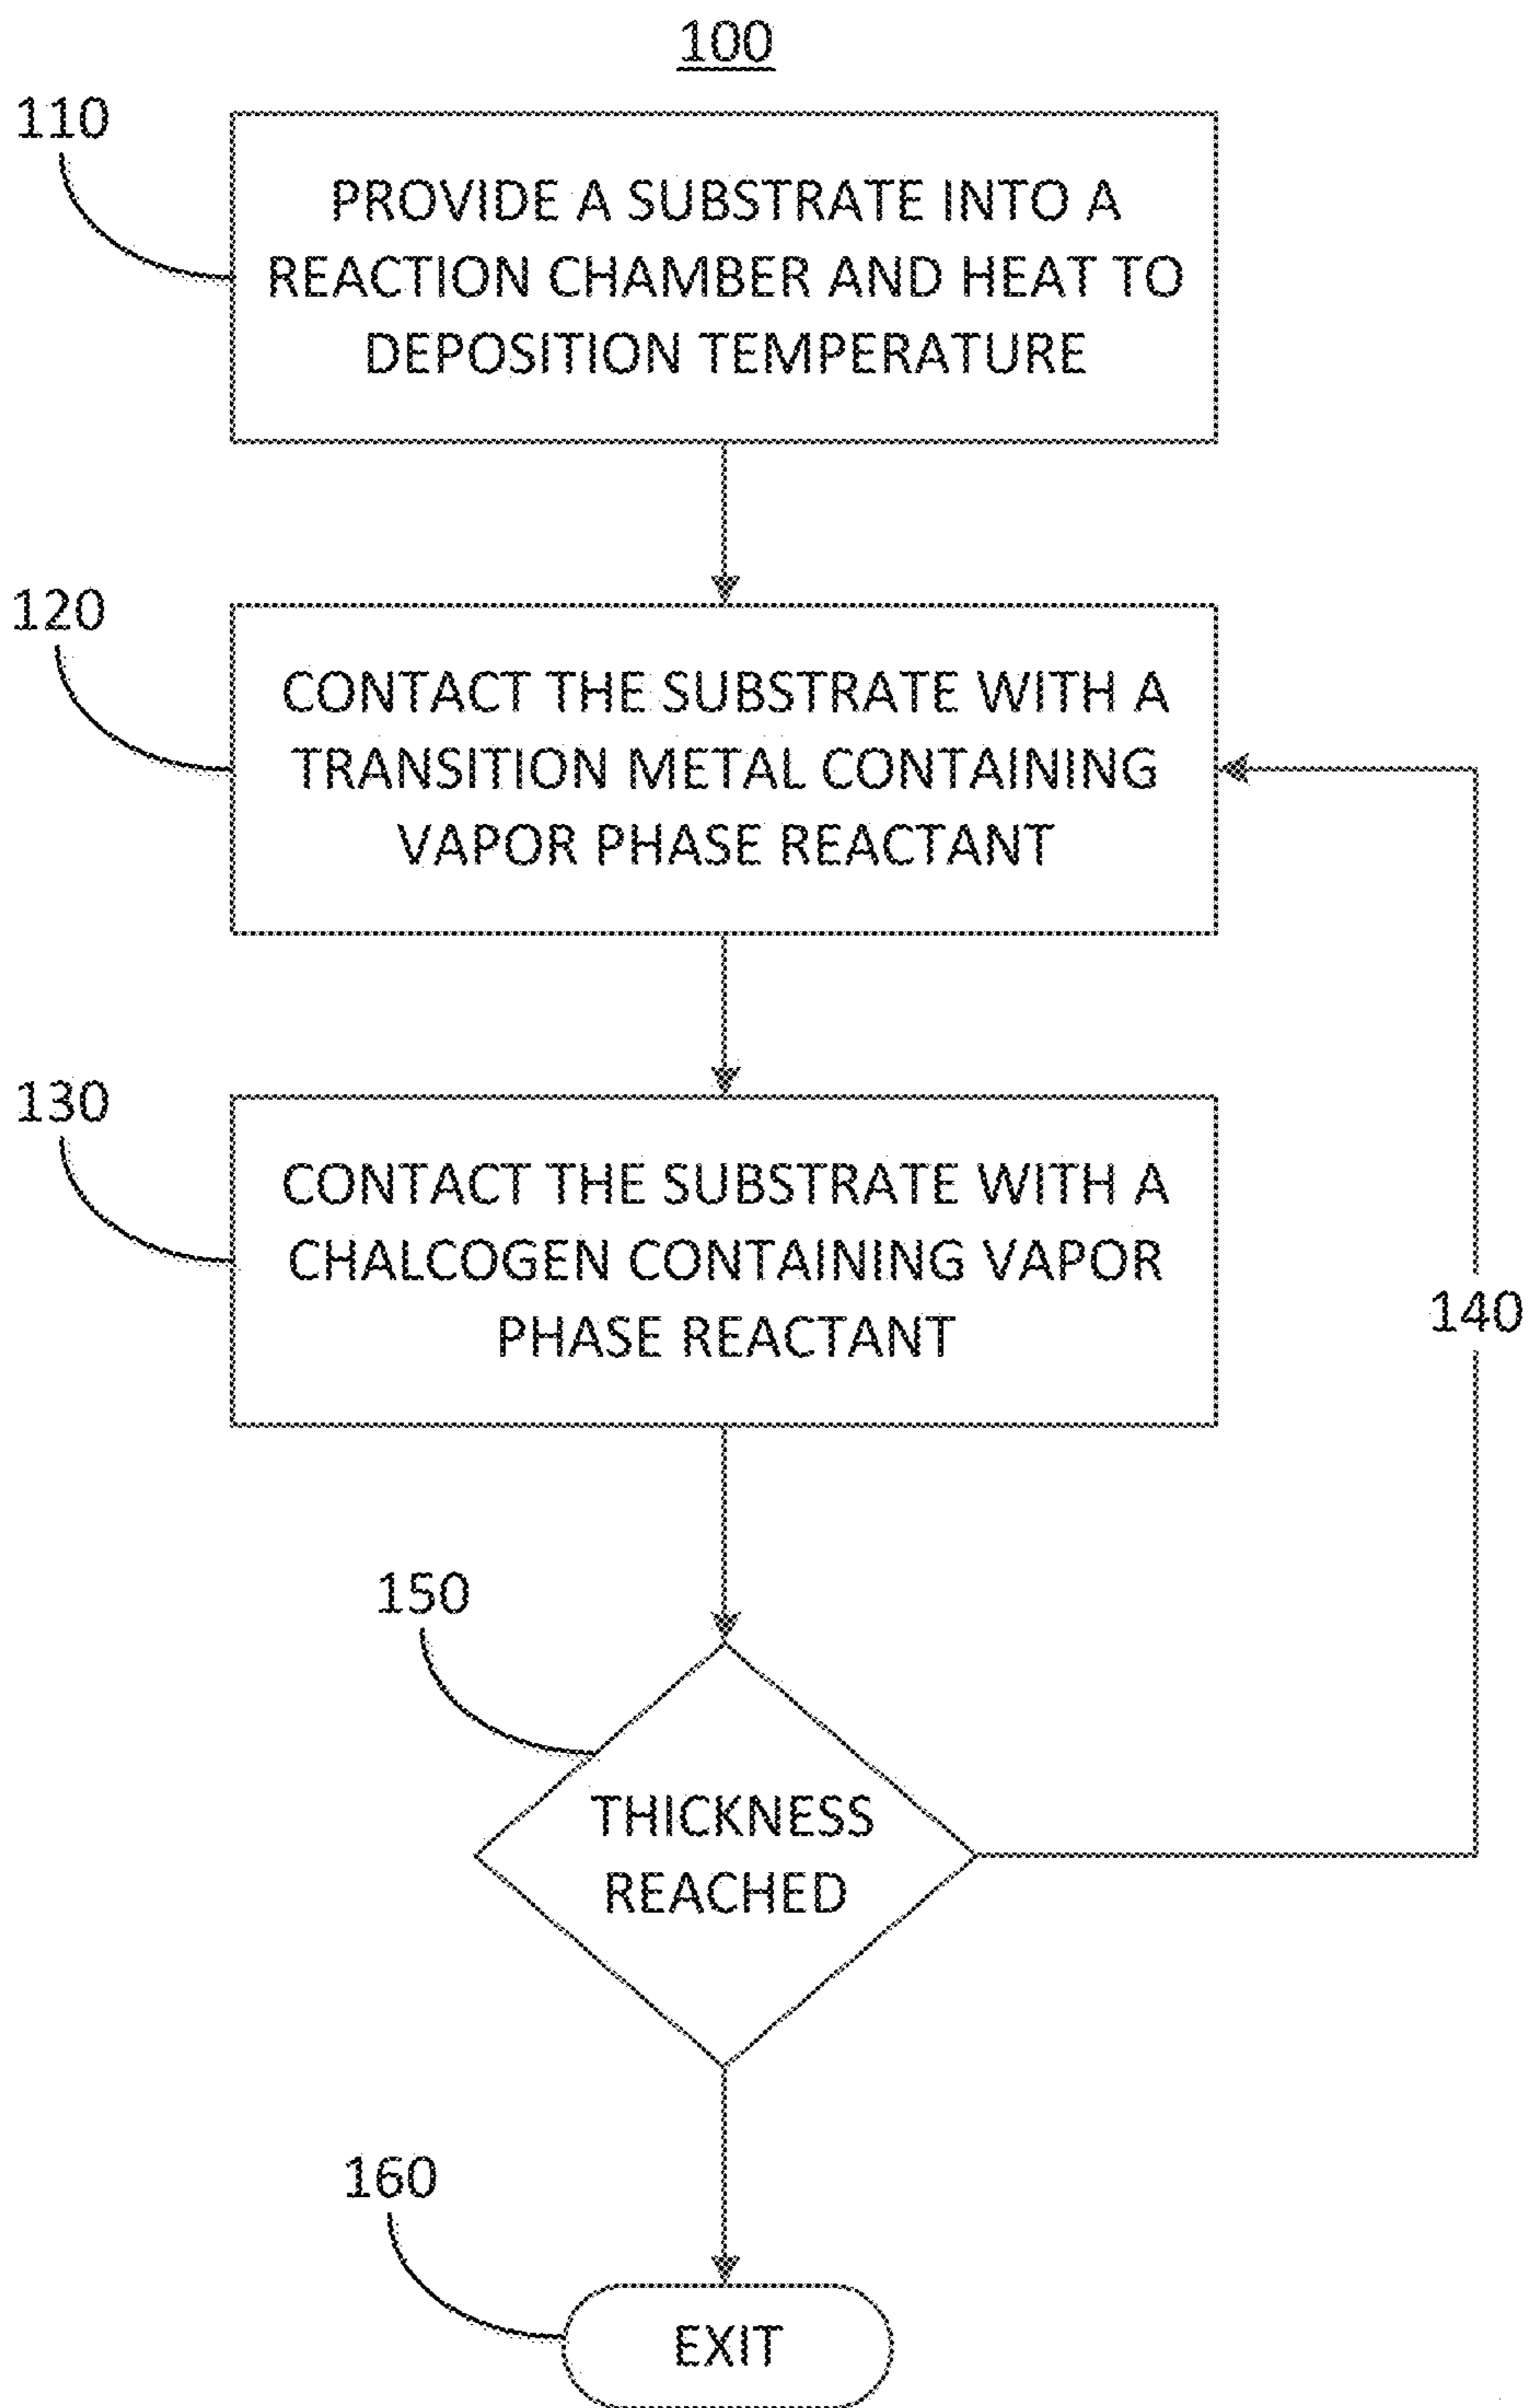 100
110
PROVIDE A SUBSTRATE INTO A
REACTION CHAMBER AND HEAT TO
DEPOSITION TEMPERATURE
120
CONTACT THE SUBSTRATE WITH A
TRANSITION METAL CONTAINING
VAPOR PHASE REACTANT
130
CONTACT THE SUBSTRATE WITH A
CHALCOGEN CONTAINING VAPOR
PHASE REACTANT
140
150
THICKNESS
REACHED
160
EXIT